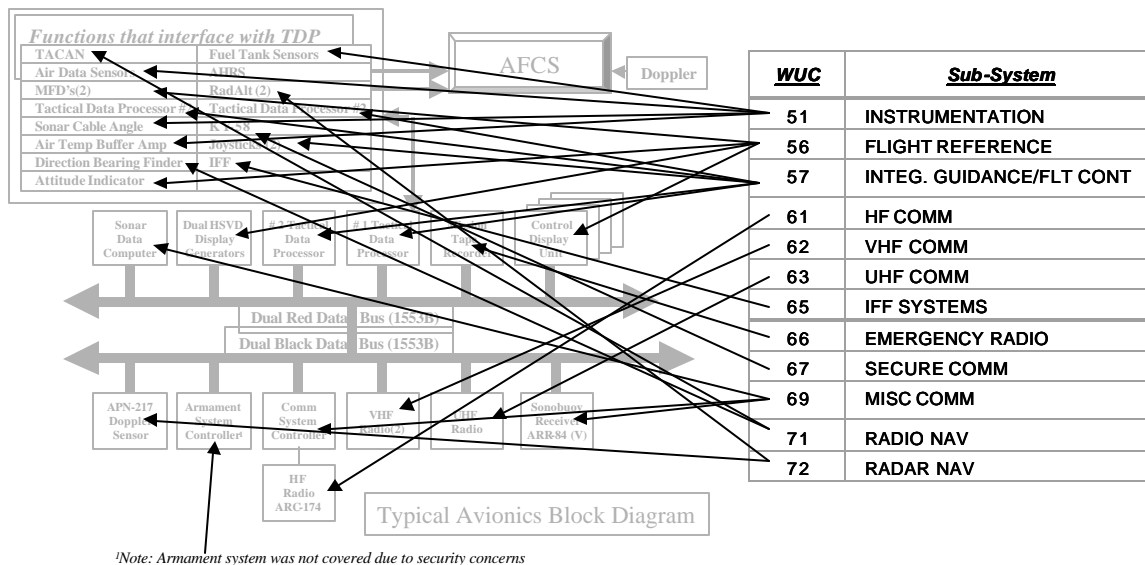 Functions that interface with TDP
TACAN Fuel Tank Sensors
Air Data Sensors AHRS
MFD's(2) RadAlt (2)
Tactical Data Processor # Tactical Data Processor #2
Sonar Cable Angle KY-58
Air Temp Buffer Amp Joysticks(2)
Direction Bearing Finder IFF
Attitude Indicator
AFCS
Doppler
Sonar
Data
Computer
Dual HSVD
Display
Generators
# 2 Tactical
Data
Processor
# 1 Tactical
Data
Processor
Tape
Recorder
Control
Display
Unit
Dual Red Data Bus (1553B)
Dual Black Data Bus (1553B)
APN-217
Doppler
Sensor
Armament
System
Controller¹
Comm
System
Controller
VHF
Radio(2)
UHF
Radio
Sonobuoy
Receiver
ARR-84 (V)
HF
Radio
ARC-174
Typical Avionics Block Diagram
¹Note: Armament system was not covered due to security concerns
WUC Sub-System
51 INSTRUMENTATION
56 FLIGHT REFERENCE
57 INTEG. GUIDANCE/FLT CONT
61 HF COMM
62 VHF COMM
63 UHF COMM
65 IFF SYSTEMS
66 EMERGENCY RADIO
67 SECURE COMM
69 MISC COMM
71 RADIO NAV
72 RADAR NAV